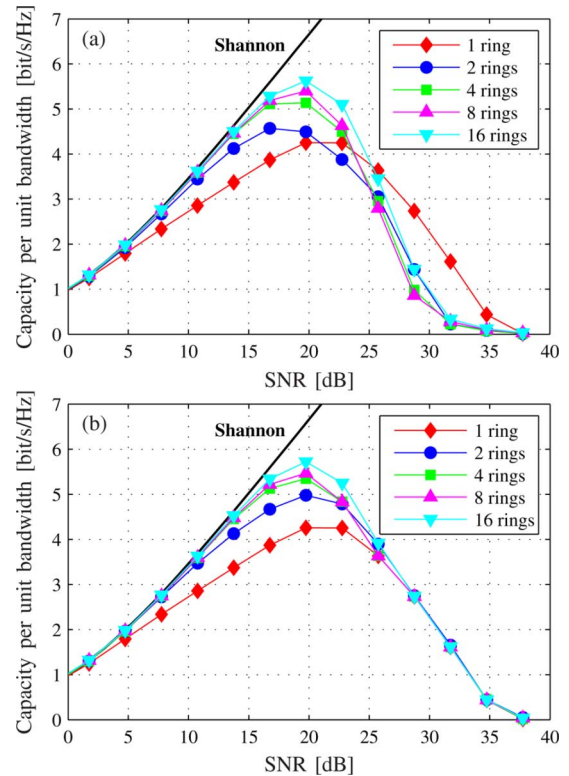 (a)
Shannon
1 ring
2 rings
4 rings
8 rings
16 rings
Capacity per unit bandwidth [bit/s/Hz]
7
6
5
4
3
2
1
0
0 5 10 15 20 25 30 35 40
SNR [dB]
(b)
Shannon
1 ring
2 rings
4 rings
8 rings
16 rings
Capacity per unit bandwidth [bit/s/Hz]
7
6
5
4
3
2
1
0
0 5 10 15 20 25 30 35 40
SNR [dB]